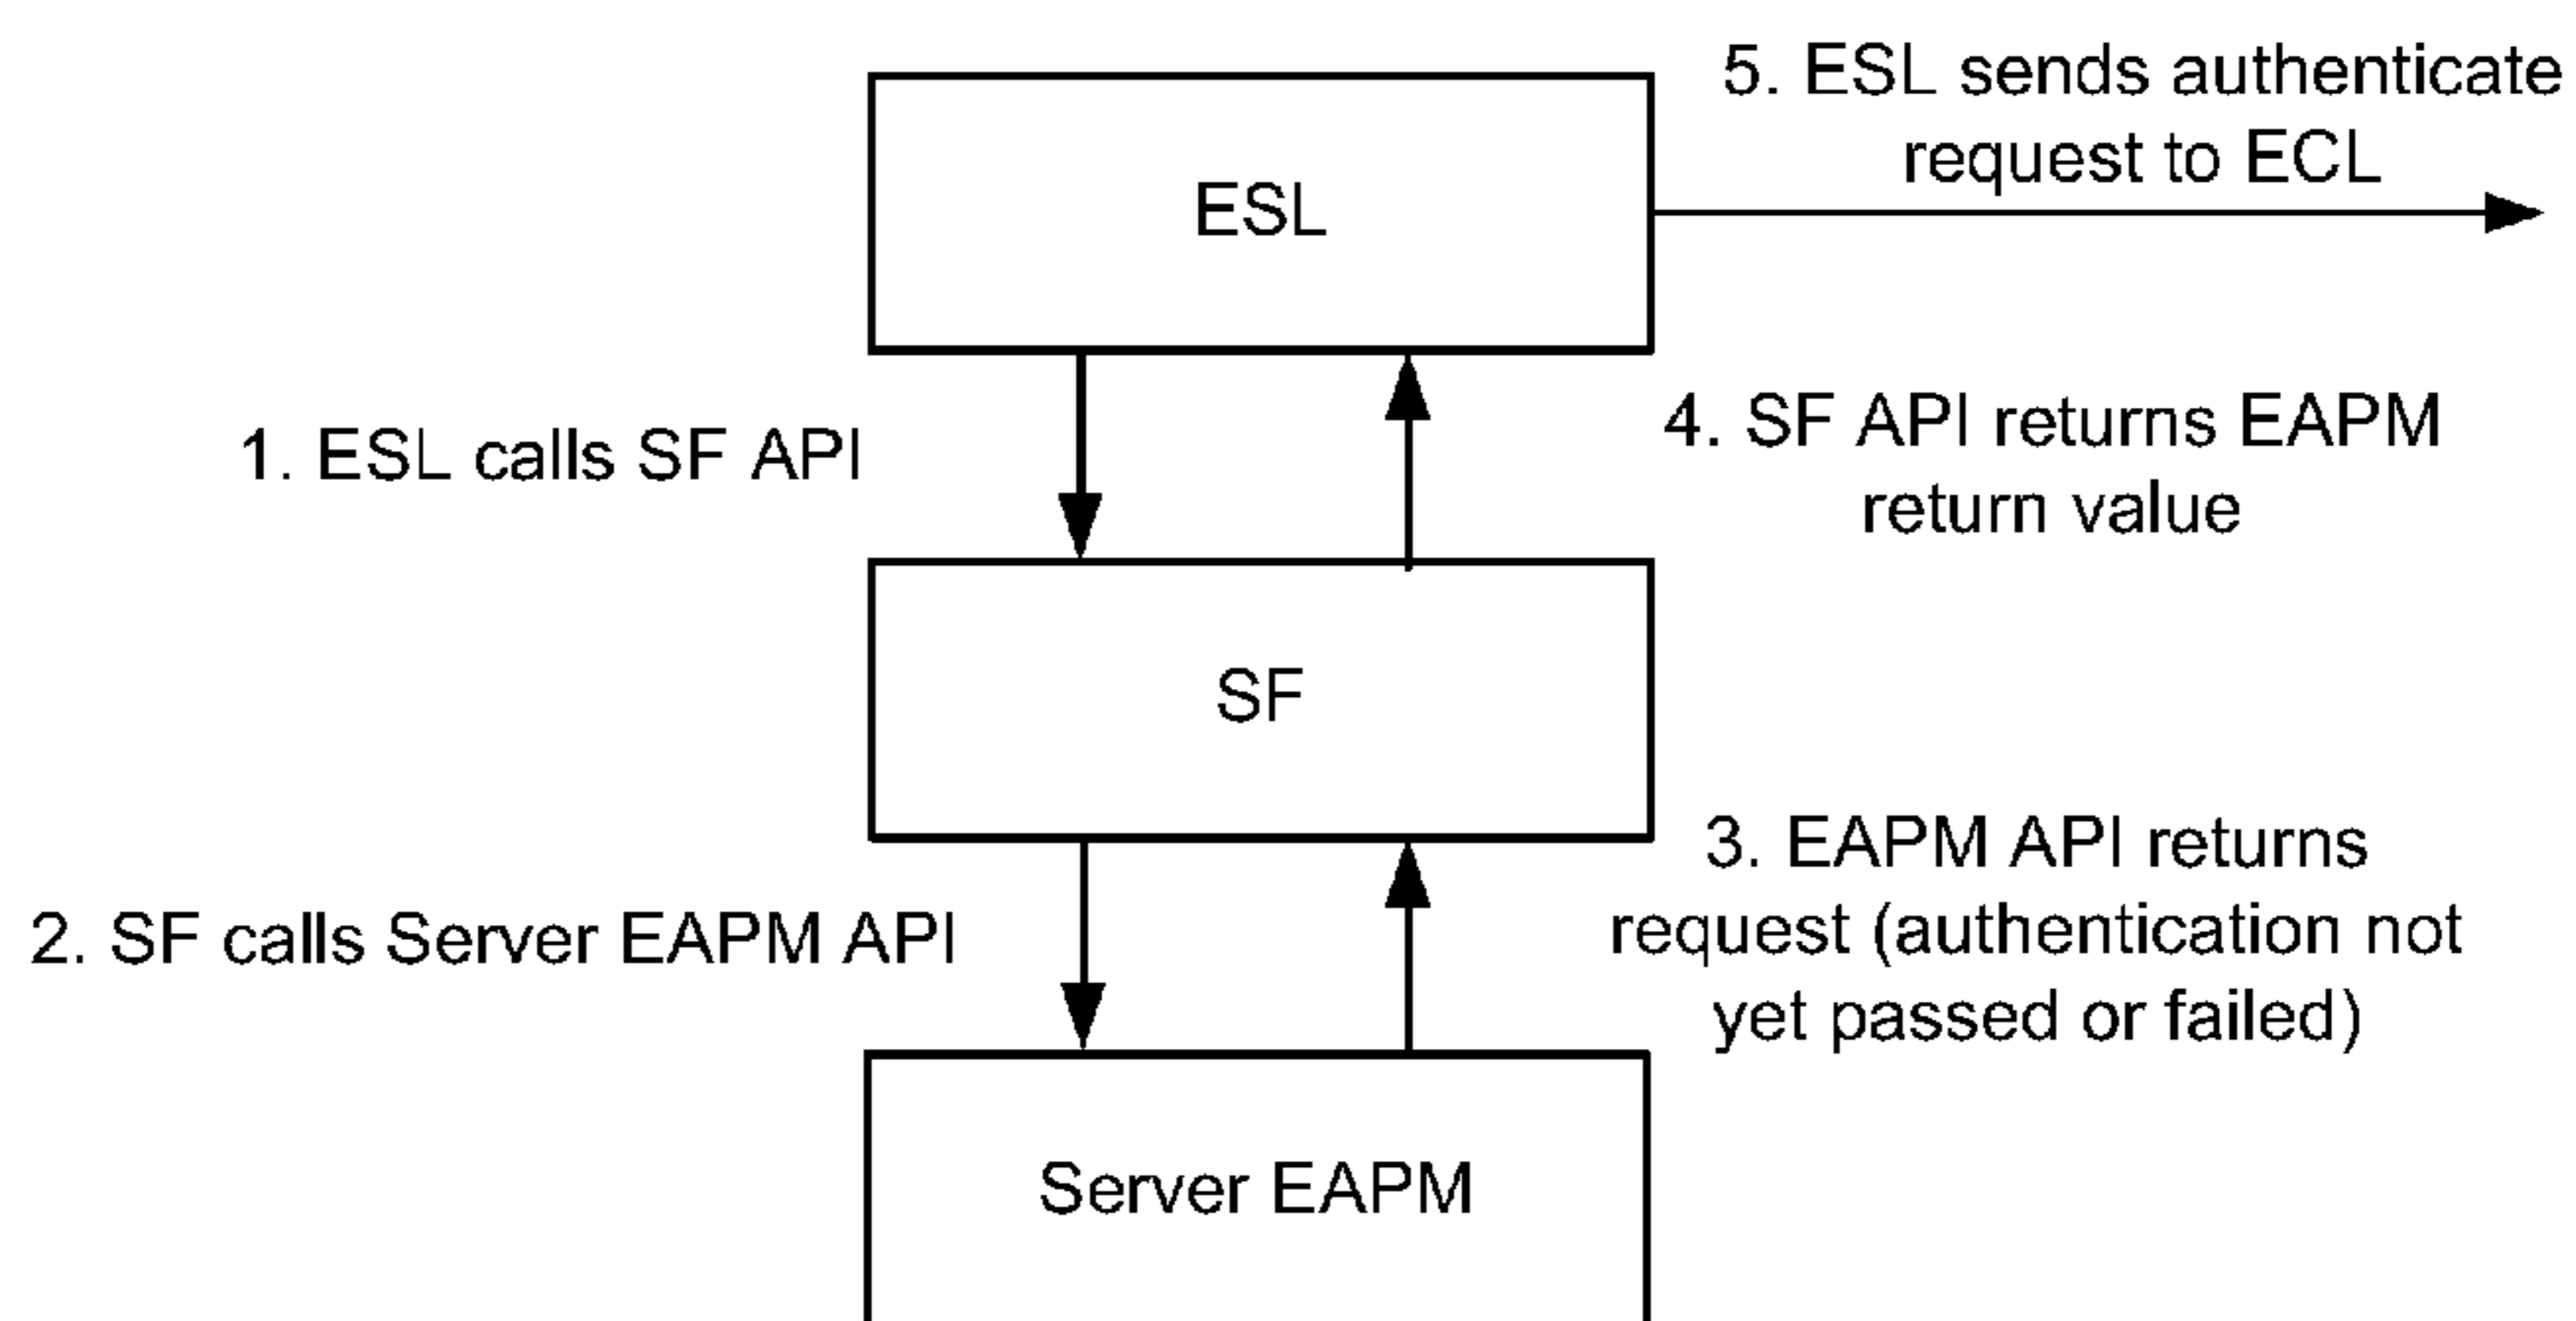 5. ESL sends authenticate
request to ECL
ESL
1. ESL calls SF API
4. SF API returns EAPM
return value
SF
2. SF calls Server EAPM API
3. EAPM API returns
request (authentication not
yet passed or failed)
Server EAPM